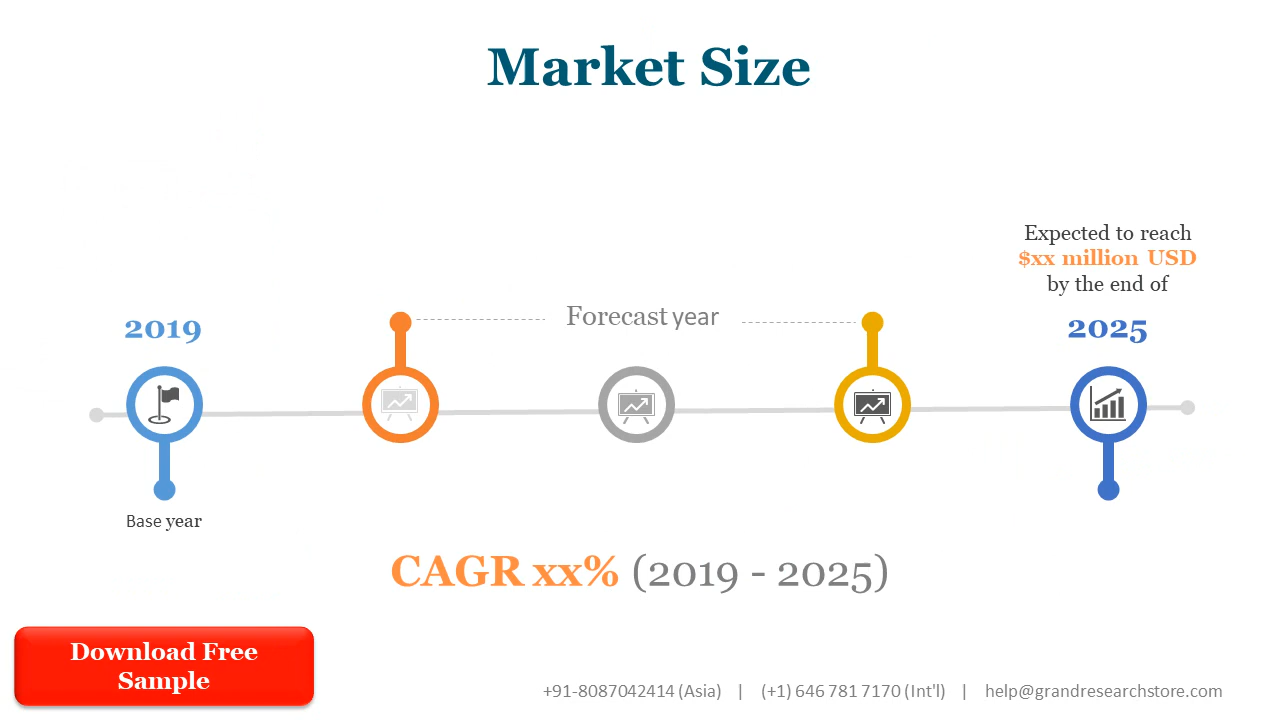 Market Size
Expected to reach
$xx million USD
by the end of
2019
Forecast year
2025
Base year
CAGR xx% (2019 - 2025)
Download Free
Sample
+91-8087042414 (Asia) | (+1) 646 781 7170 (Int'l) | help@grandresearchstore.com